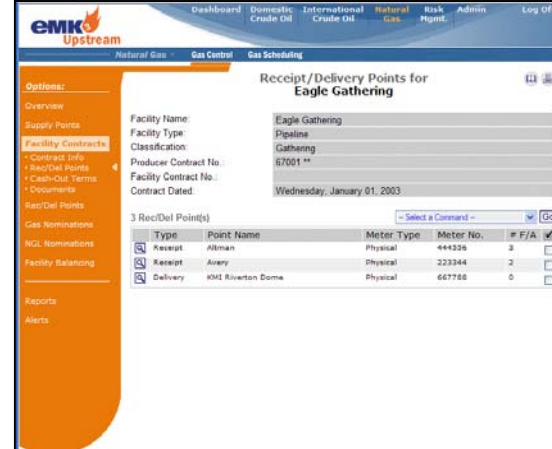 eMK
Upstream
Dashboard Domestic Crude Oil International Crude Oil Natural Gas Risk Mgmt. Admin Log Of
Natural Gas Gas Control Gas Scheduling
Options:
Overview
Supply Points
Facility Contracts
Contract Info
Rec/Del Points
Cash-Out Terms
Documents
Rec/Del Points
Gas Nominations
NGL Nominations
Facility Balancing
Reports
Alerts
Receipt/Delivery Points for
Eagle Gathering
Facility Name: Eagle Gathering
Facility Type: Pipeline
Classification: Gathering
Producer Contract No.: 67001 **
Facility Contract No.:
Contract Dated: Wednesday, January 01, 2003
3 Rec/Del Point(s) -- Select a Command -- Go
Type Point Name Meter Type Meter No. # F/A
Receipt Altman Physical 444336 3
Receipt Avery Physical 223344 2
Delivery KMI Riverton Dome Physical 667788 0